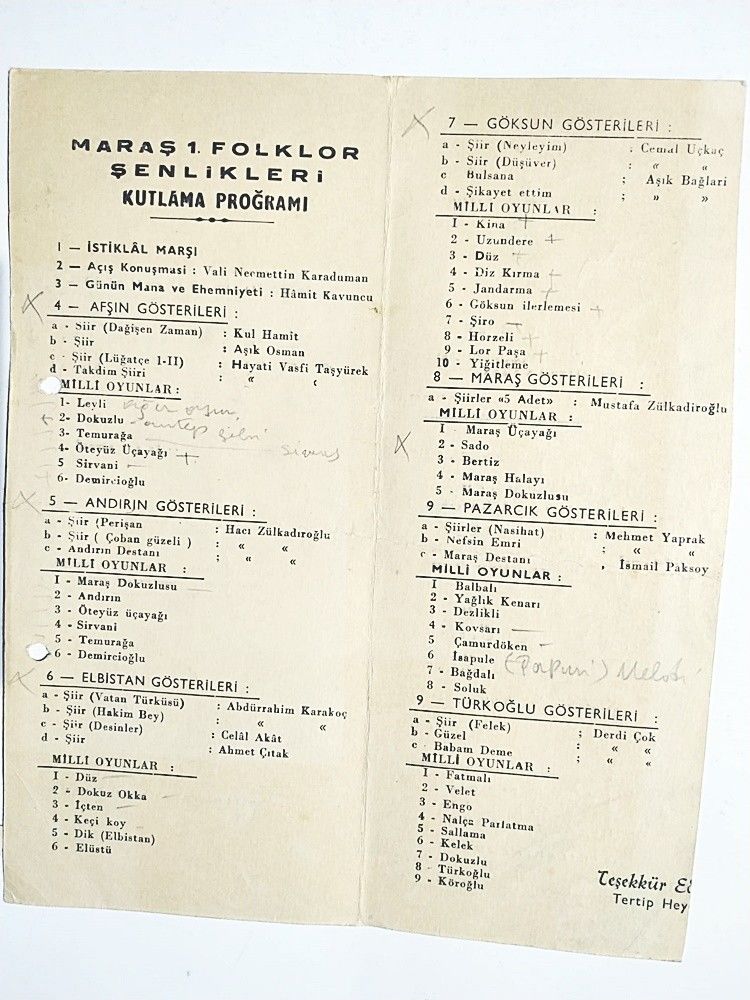 MARAŞ 1. FOLKLOR
ŞENLiKLERi
KUTLAMA PROĞRAMI
1 — İSTİKLÂL MARŞI
2 — Açış Konuşması : Vali Necmettin Karaduman
3 — Günün Mana ve Ehemniyeti : Hâmit Kavuncu
4 — AFŞIN GÖSTERİLERİ :
a - Siir (Dağişen Zaman) : Kul Hamit
b - Şiir : Aşık Osman
c - Şiir (Lûğatçe 1-II) : Hayati Vasfi Taşyürek
d - Takdim Şiiri : « «
MİLLİ OYUNLAR :
1- Leyli ağır oyun
2- Dokuzlu
3- Temurağa
4- Öteyüz Üçayağı
5 Sirvani
6- Demircioğlu
5 — ANDIRIN GÖSTERİLERİ :
a - Şiir (Perişan : Hacı Zülkadıroğlu
b - Şiir ( Çoban güzeli ) : « «
c - Andırın Destanı ; « «
MİLLİ OYUNLAR :
I - Maraş Dokuzlusu
2 - Andırın
3 - Öteyüz üçayağı
4 - Sirvani
5 - Temurağa
6 - Demircioğlu
6 — ELBİSTAN GÖSTERİLERİ :
a - Şiir (Vatan Türküsü) : Abdürrahim Karakoç
b - Şiir (Hakim Bey) : « «
c - Şiir (Desinler) : Celâl Akât
d - Şiir : Ahmet Çıtak
MİLLİ OYUNLAR :
I - Düz
2 - Dokuz Okka
3 - İçten
4 - Keçi koy
5 - Dik (Elbistan)
6 - Elüstü
7 — GÖKSUN GÖSTERİLERİ :
a - Şiir (Neyleyim) : Cemal Uçkaç
b - Siir (Düşüver) : « «
c Bulsana ; Aşık Bağlari
d - Şikayet ettim ; » »
MİLLİ OYUNLAR :
I - Kina
2 - Uzundere
3 - Düz
4 - Diz Kırma
5 - Jandarma
6 - Göksun ilerlemesi
7 - Şiro
8 - Horzeli
9 - Lor Paşa
10 - Yiğitleme
8 — MARAŞ GÖSTERİLERİ :
a - Şiirler «5 Adet» : Mustafa Zülkadiroğlu
MİLLİ OYUNLAR :
I Maraş Üçayağı
2 - Sado
3 - Bertiz
4 - Maraş Halayı
5 - Maraş Dokuzlusu
9 — PAZARCIK GÖSTERİLERİ :
a - Şiirler (Nasihat) : Mehmet Yaprak
b - Nefsin Emri ; « «
c - Maraş Destanı , İsmail Paksoy
MİLLİ OYUNLAR :
I Balbalı
2 - Yağlık Kenarı
3 - Dezlikli
4 - Kovsarı
5 Çamurdöken
6 İsapule
7 - Bağdalı
8 - Soluk
9 — TÜRKOĞLU GÖSTERİLERİ :
a - Şiir (Felek) ; Derdi Çok
b - Güzel ; « «
c Babam Deme ; « «
MİLLİ OYUNLAR :
I - Fatmalı
2 - Velet
3 - Engo
4 - Nalça Parlatma
5 - Sallama
6 - Kelek
7 - Dokuzlu
8 - Türkoğlu
9 - Köroğlu
Teşekkür E
Tertip Hey